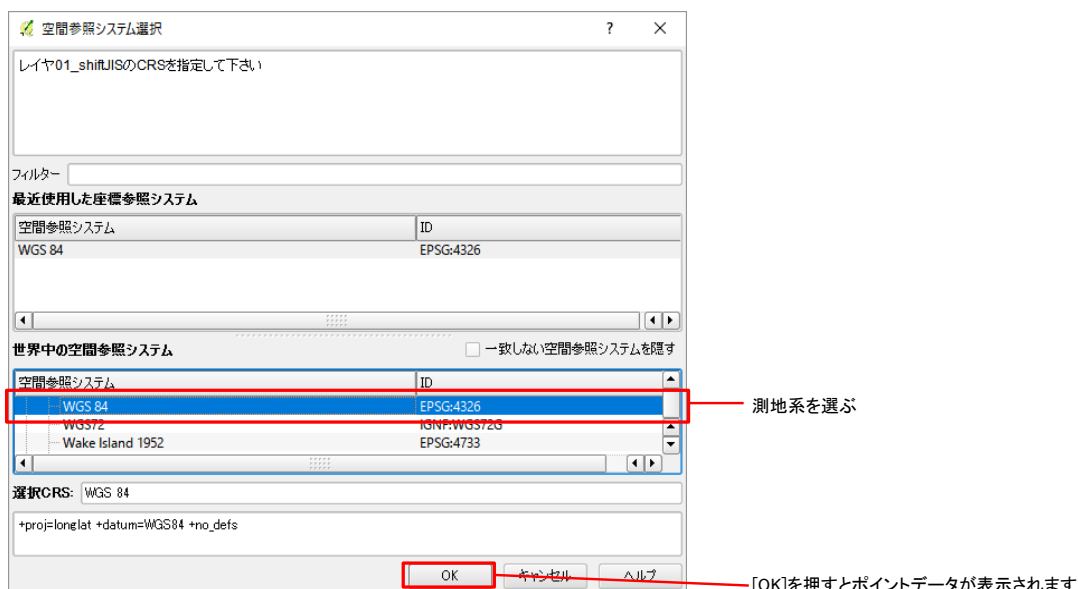 空間参照システム選択 ? ×
レイヤ01_shiftJISのCRSを指定して下さい
フィルター
最近使用した座標参照システム
空間参照システム ID
WGS 84 EPSG:4326
世界中の空間参照システム 一致しない空間参照システムを隠す
空間参照システム ID
WGS 84 EPSG:4326
測地系を選ぶ
WGS72 IGNF:WGS72G
Wake Island 1952 EPSG:4733
選択CRS: WGS 84
+proj=longlat +datum=WGS84 +no_defs
OK キャンセル ヘルプ
[OK]を押すとポイントデータが表示されます